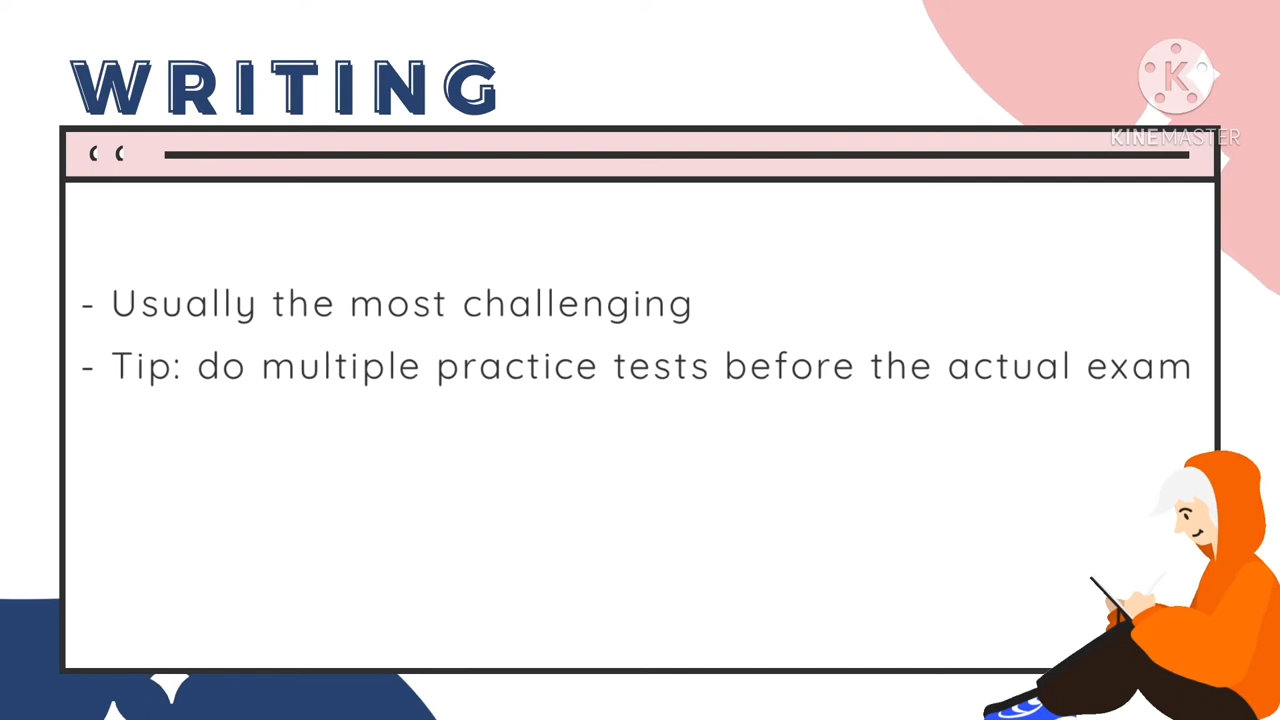 WRITING
K
KINEMASTER
- Usually the most challenging
- Tip: do multiple practice tests before the actual exam